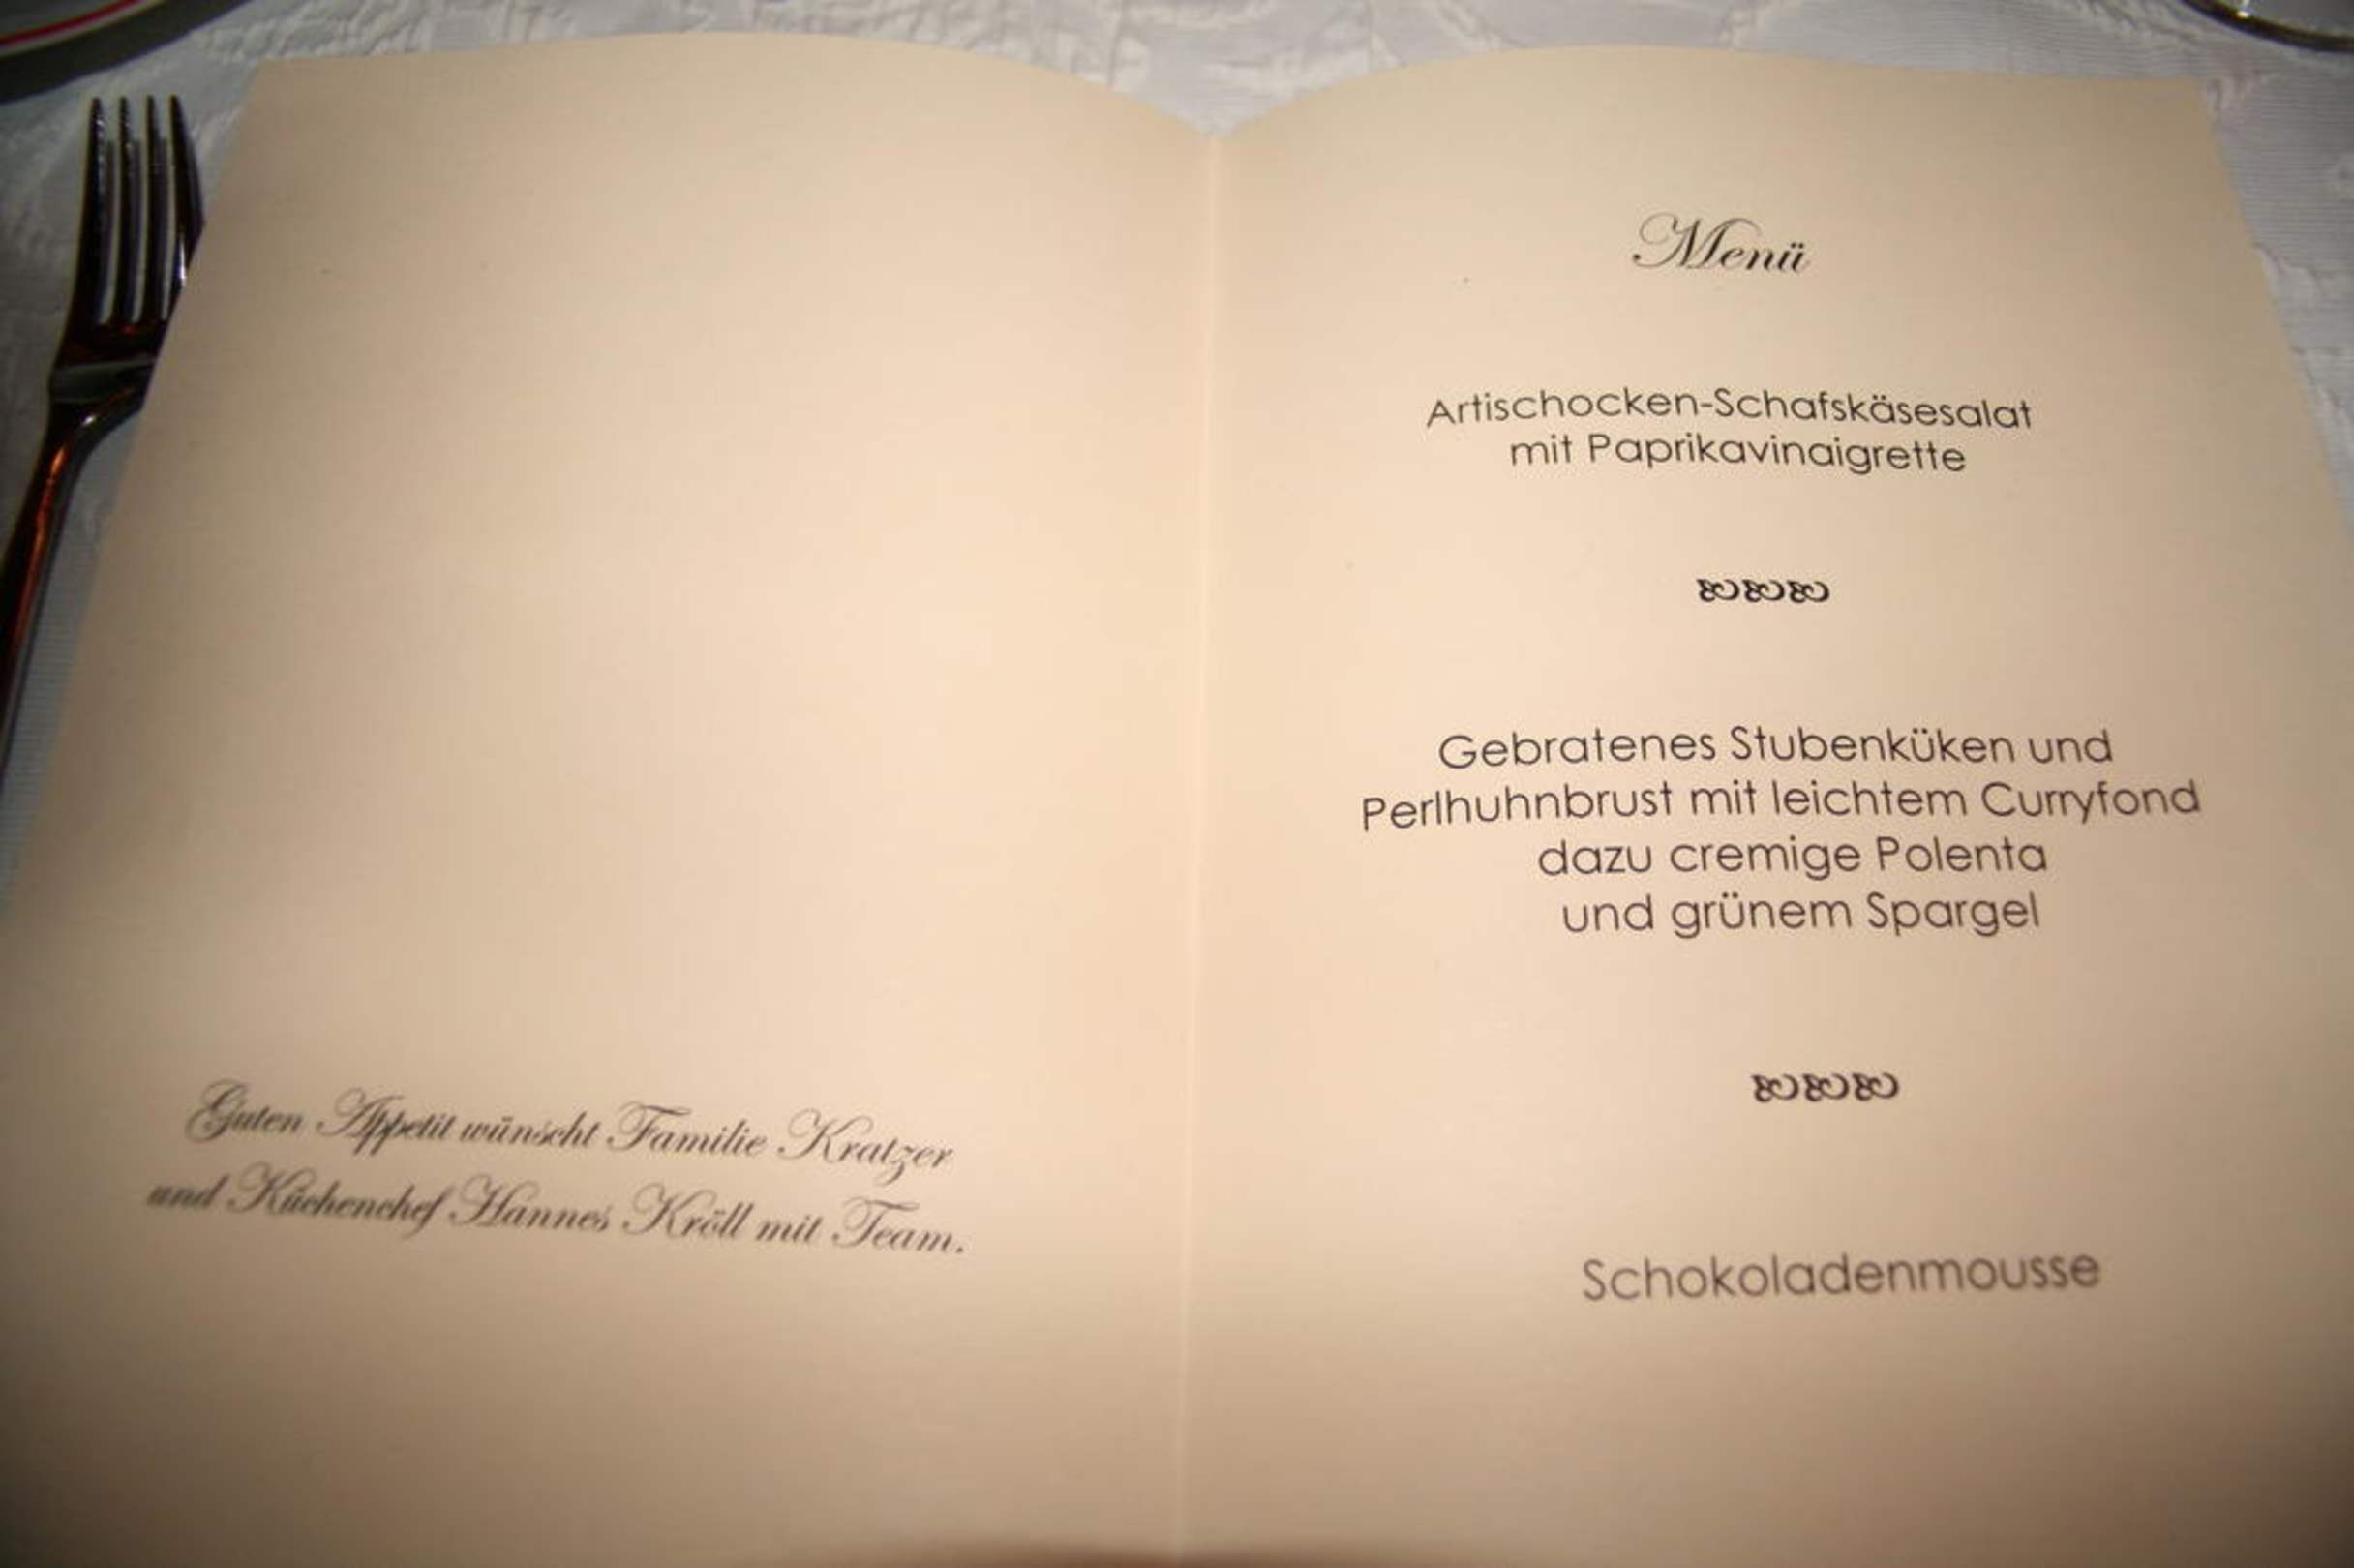 Guten Appetit wünscht Familie Kratzer
und Küchenchef Hannes Kröll mit Team.
Menü
Artischocken-Schafskäsesalat
mit Paprikavinaigrette
Gebratenes Stubenküken und
Perlhuhnbrust mit leichtem Curryfond
dazu cremige Polenta
und grünem Spargel
Schokoladenmousse